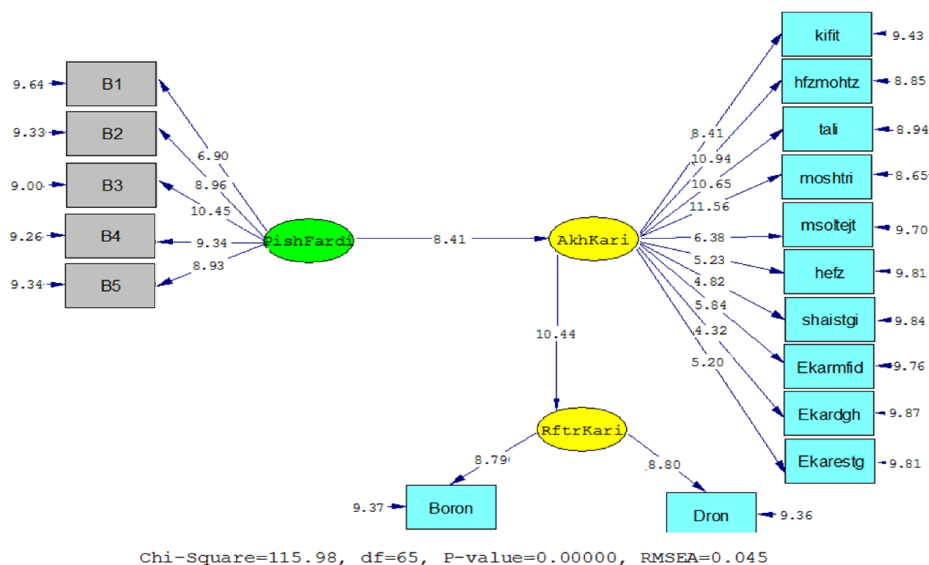 kifit
9.43
B1
9.64
hfzmohtz
8.85
B2
9.33
tali
8.94
8.41
6.90
10.94
B3
9.00
moshtri
8.65
8.96
10.65
10.45
11.56
B4
9.26
9.34
PishFardi
8.41
AkhKari
6.38
msoltejt
9.70
8.93
5.23
B5
9.34
hefz
9.81
4.82
5.84
shaistgi
9.84
4.32
10.44
5.20
Ekarmfid
9.76
Ekardgh
9.87
RftrKari
8.79
8.80
Ekarestg
9.81
9.37
Boron
Dron
9.36
Chi-Square=115.98, df=65, P-value=0.00000, RMSEA=0.045